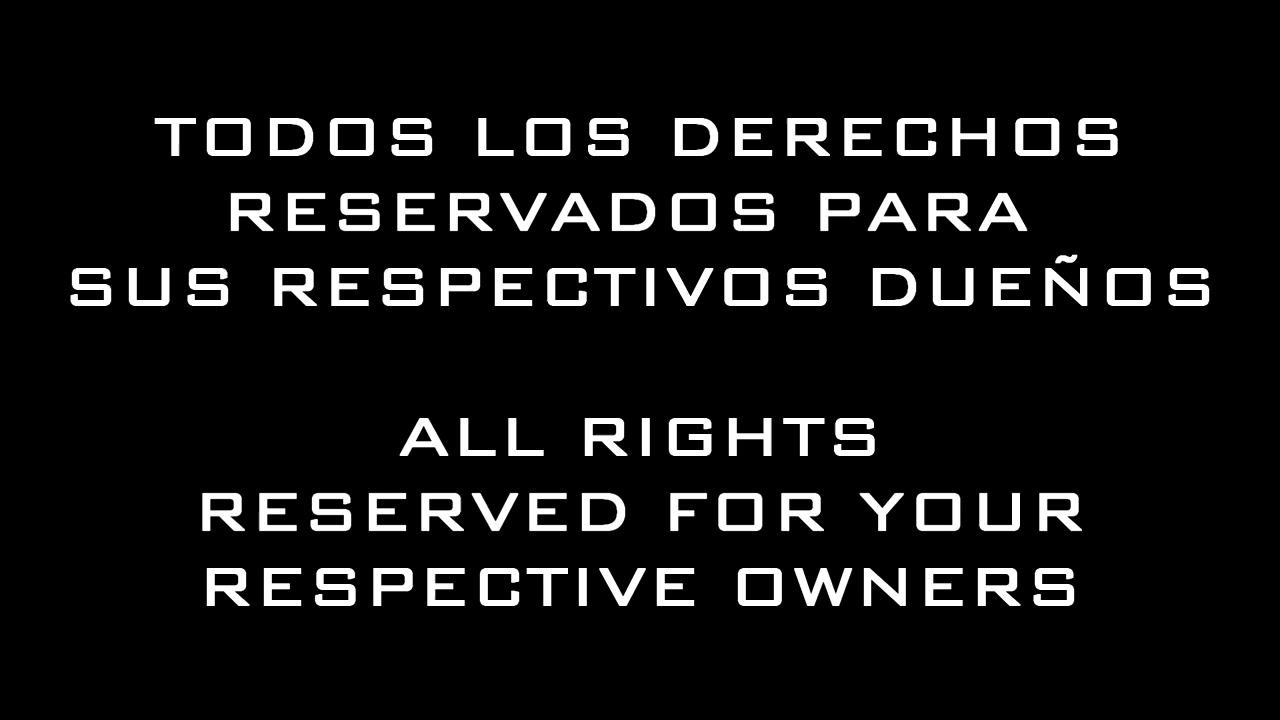 TODOS LOS DERECHOS
RESERVADOS PARA
SUS RESPECTIVOS DUEÑOS
ALL RIGHTS
RESERVED FOR YOUR
RESPECTIVE OWNERS